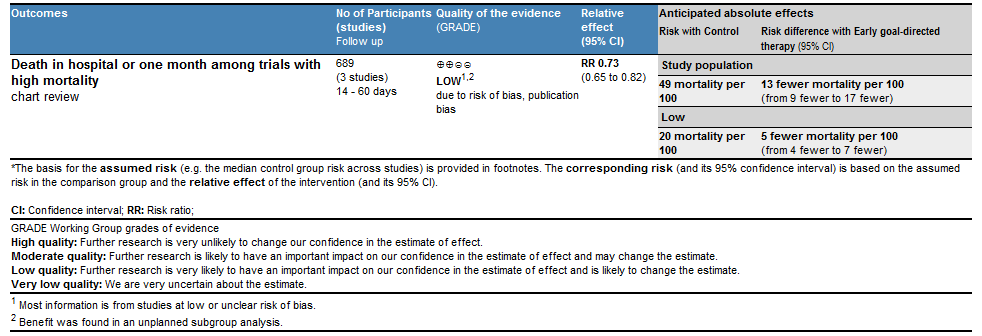 Outcomes
No of Participants
(studies)
Follow up
Quality of the evidence
(GRADE)
Relative
effect
(95% CI)
Anticipated absolute effects
Risk with Control
Risk difference with Early goal-directed
therapy (95% CI)
Death in hospital or one month among trials with
high mortality
chart review
689
(3 studies)
14 - 60 days
⊕⊕⊖⊖
LOW1,2
due to risk of bias, publication
bias
RR 0.73
(0.65 to 0.82)
Study population
49 mortality per
100
13 fewer mortality per 100
(from 9 fewer to 17 fewer)
Low
20 mortality per
100
5 fewer mortality per 100
(from 4 fewer to 7 fewer)
*The basis for the assumed risk (e.g. the median control group risk across studies) is provided in footnotes. The corresponding risk (and its 95% confidence interval) is based on the assumed
risk in the comparison group and the relative effect of the intervention (and its 95% CI).
CI: Confidence interval; RR: Risk ratio;
GRADE Working Group grades of evidence
High quality: Further research is very unlikely to change our confidence in the estimate of effect.
Moderate quality: Further research is likely to have an important impact on our confidence in the estimate of effect and may change the estimate.
Low quality: Further research is very likely to have an important impact on our confidence in the estimate of effect and is likely to change the estimate.
Very low quality: We are very uncertain about the estimate.
1 Most information is from studies at low or unclear risk of bias.
2 Benefit was found in an unplanned subgroup analysis.